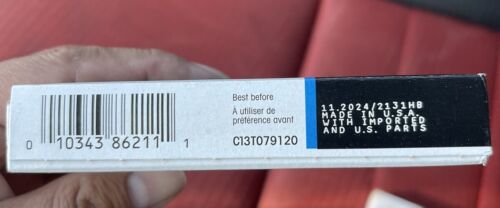 0 10343 86211 1
Best before
À utiliser de
préférence avant
C13T079120
11.2024/2131HB
MADE IN U.S.A.
WITH IMPORTED
AND U.S. PARTS